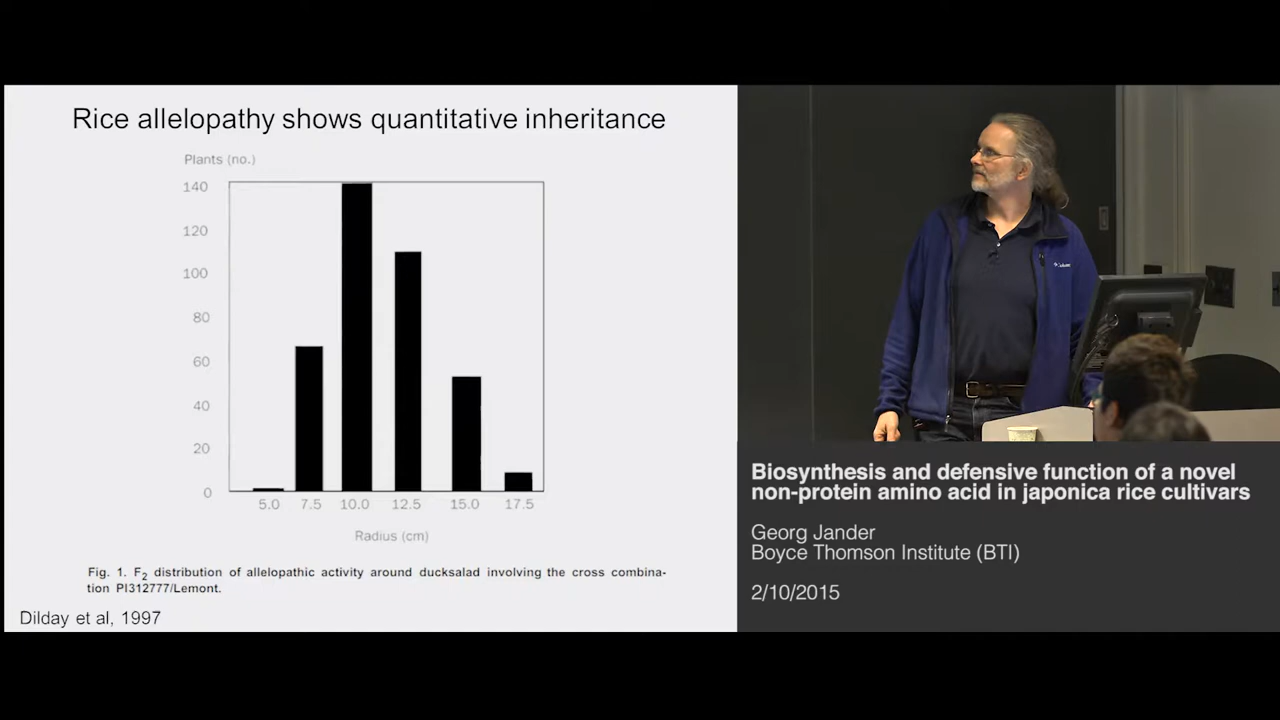 Rice allelopathy shows quantitative inheritance
Plants (no.)
140
120
100
80
60
40
20
0
5.0 7.5 10.0 12.5 15.0 17.5
Radius (cm)
Fig. 1. F2 distribution of allelopathic activity around ducksalad involving the cross combina-
tion PI312777/Lemont.
Dilday et al, 1997
Biosynthesis and defensive function of a novel
non-protein amino acid in japonica rice cultivars
Georg Jander
Boyce Thomson Institute (BTI)
2/10/2015